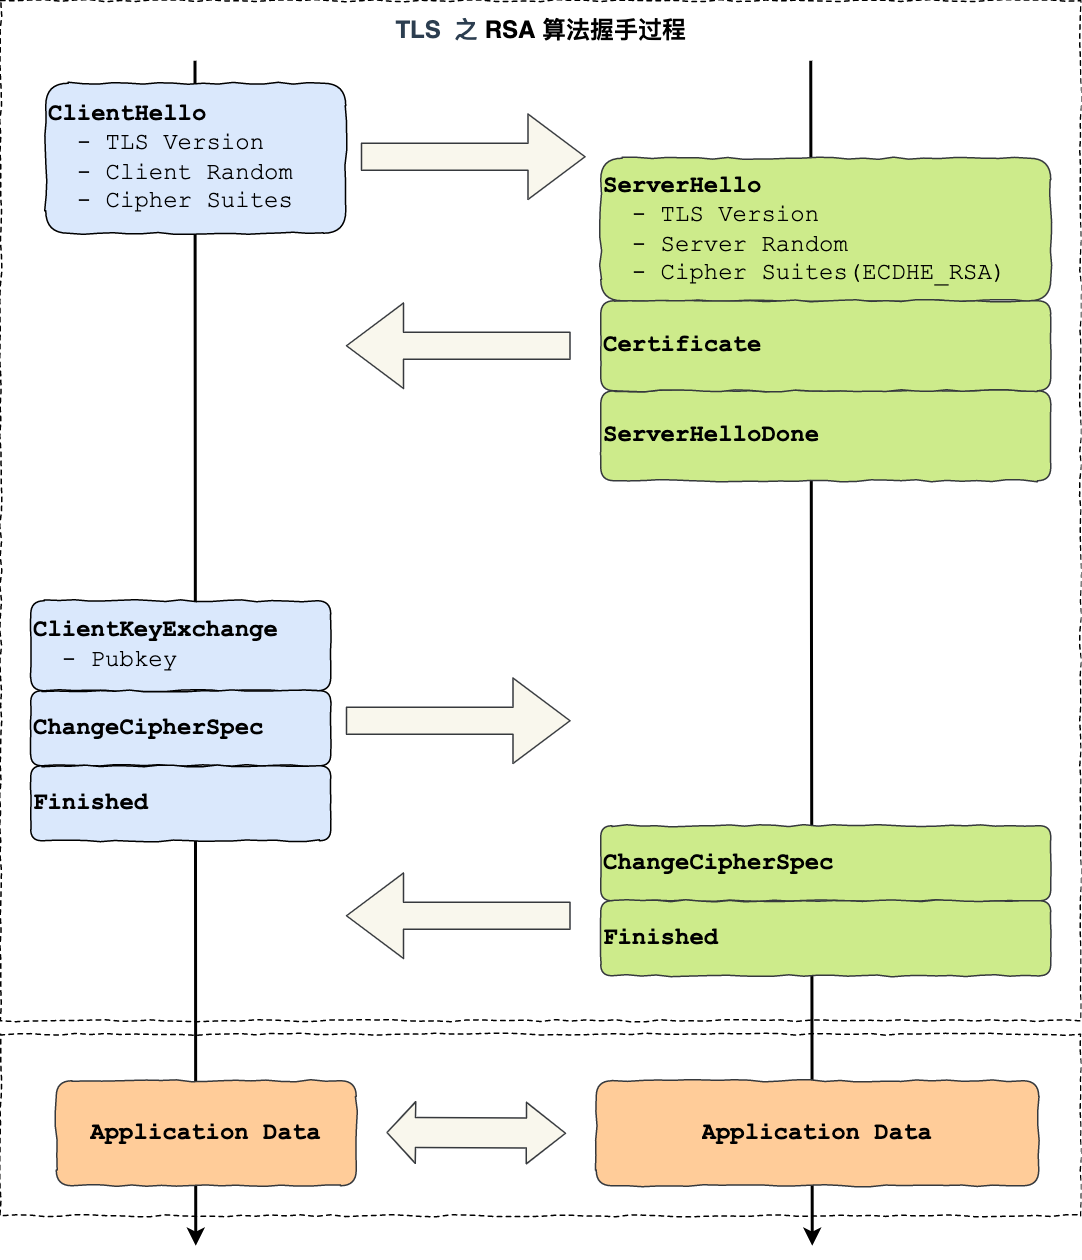 TLS 之 RSA 算法握手过程
ClientHello
- TLS Version
- Client Random
- Cipher Suites
ServerHello
- TLS Version
- Server Random
- Cipher Suites(ECDHE_RSA)
Certificate
ServerHelloDone
ClientKeyExchange
- Pubkey
ChangeCipherSpec
Finished
ChangeCipherSpec
Finished
Application Data
Application Data